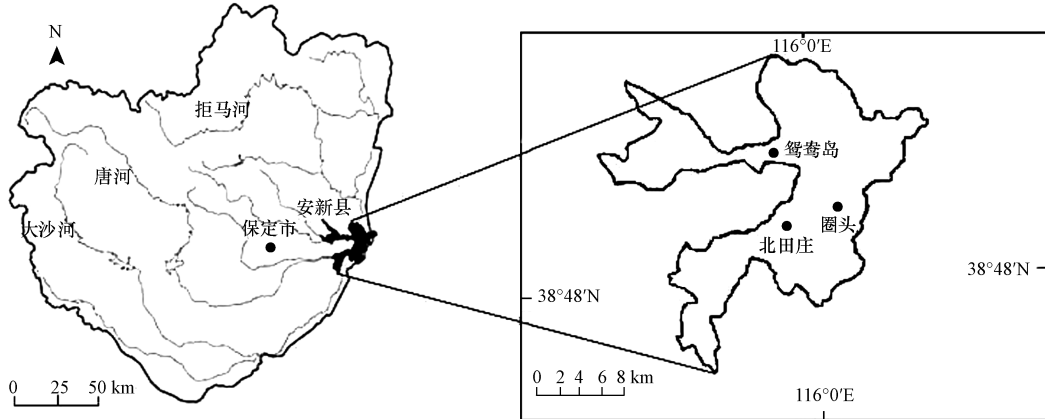 N
拒马河
唐河
大沙河
安新县
保定市
0 25 50 km
116°0′E
鸳鸯岛
圈头
北田庄
38°48′N
38°48′N
0 2 4 6 8 km
116°0′E